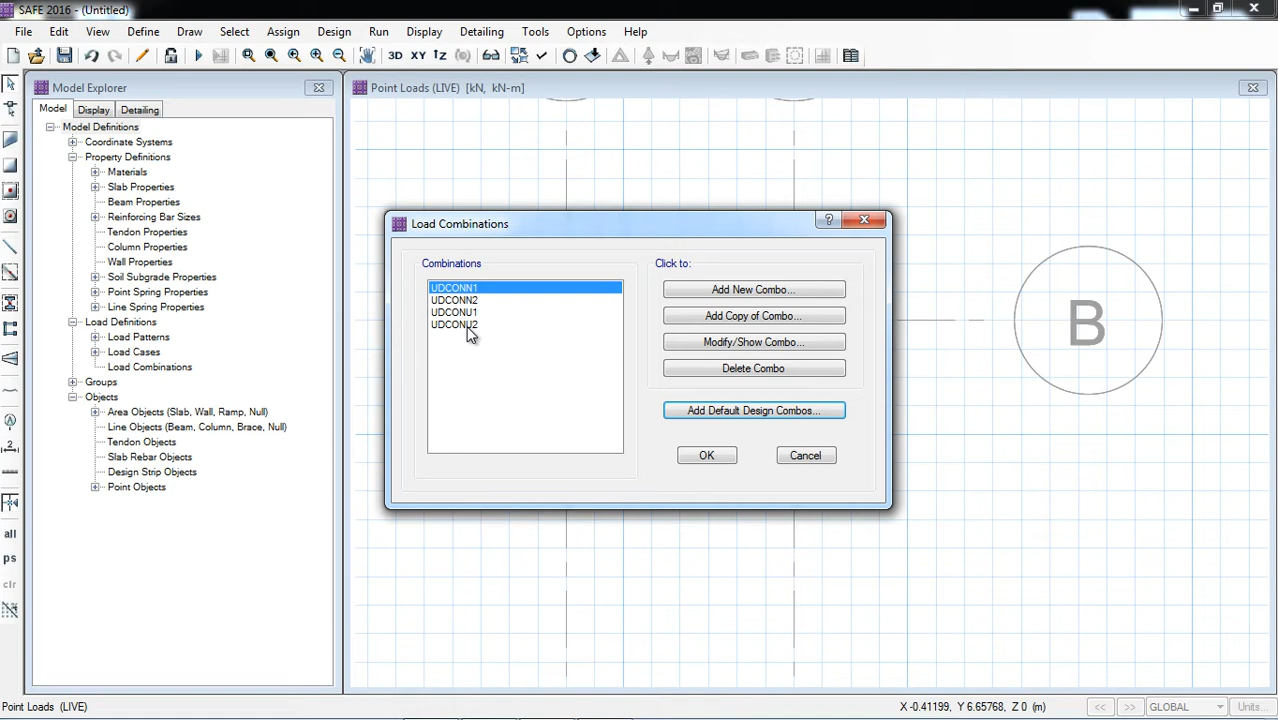 SAFE 2016 - (Untitled)
File Edit View Define Draw Select Assign Design Run Display Detailing Tools Options Help
3D XY
Model Explorer
Model Display Detailing
Model Definitions
Coordinate Systems
Property Definitions
Materials
Slab Properties
Beam Properties
Reinforcing Bar Sizes
Tendon Properties
Column Properties
Wall Properties
Soil Subgrade Properties
Point Spring Properties
Line Spring Properties
Load Definitions
Load Patterns
Load Cases
Load Combinations
Groups
Objects
Area Objects (Slab, Wall, Ramp, Null)
Line Objects (Beam, Column, Brace, Null)
Tendon Objects
Slab Rebar Objects
Design Strip Objects
Point Objects
all
ps
clr
Point Loads (LIVE) [kN, kN-m]
B
Load Combinations
Combinations
UDCONN1
UDCONN2
UDCONU1
UDCONU2
Click to:
Add New Combo...
Add Copy of Combo...
Modify/Show Combo...
Delete Combo
Add Default Design Combos...
OK Cancel
Point Loads (LIVE)
X -0.41199, Y 6.65768, Z 0 (m)
<< >> GLOBAL Units...